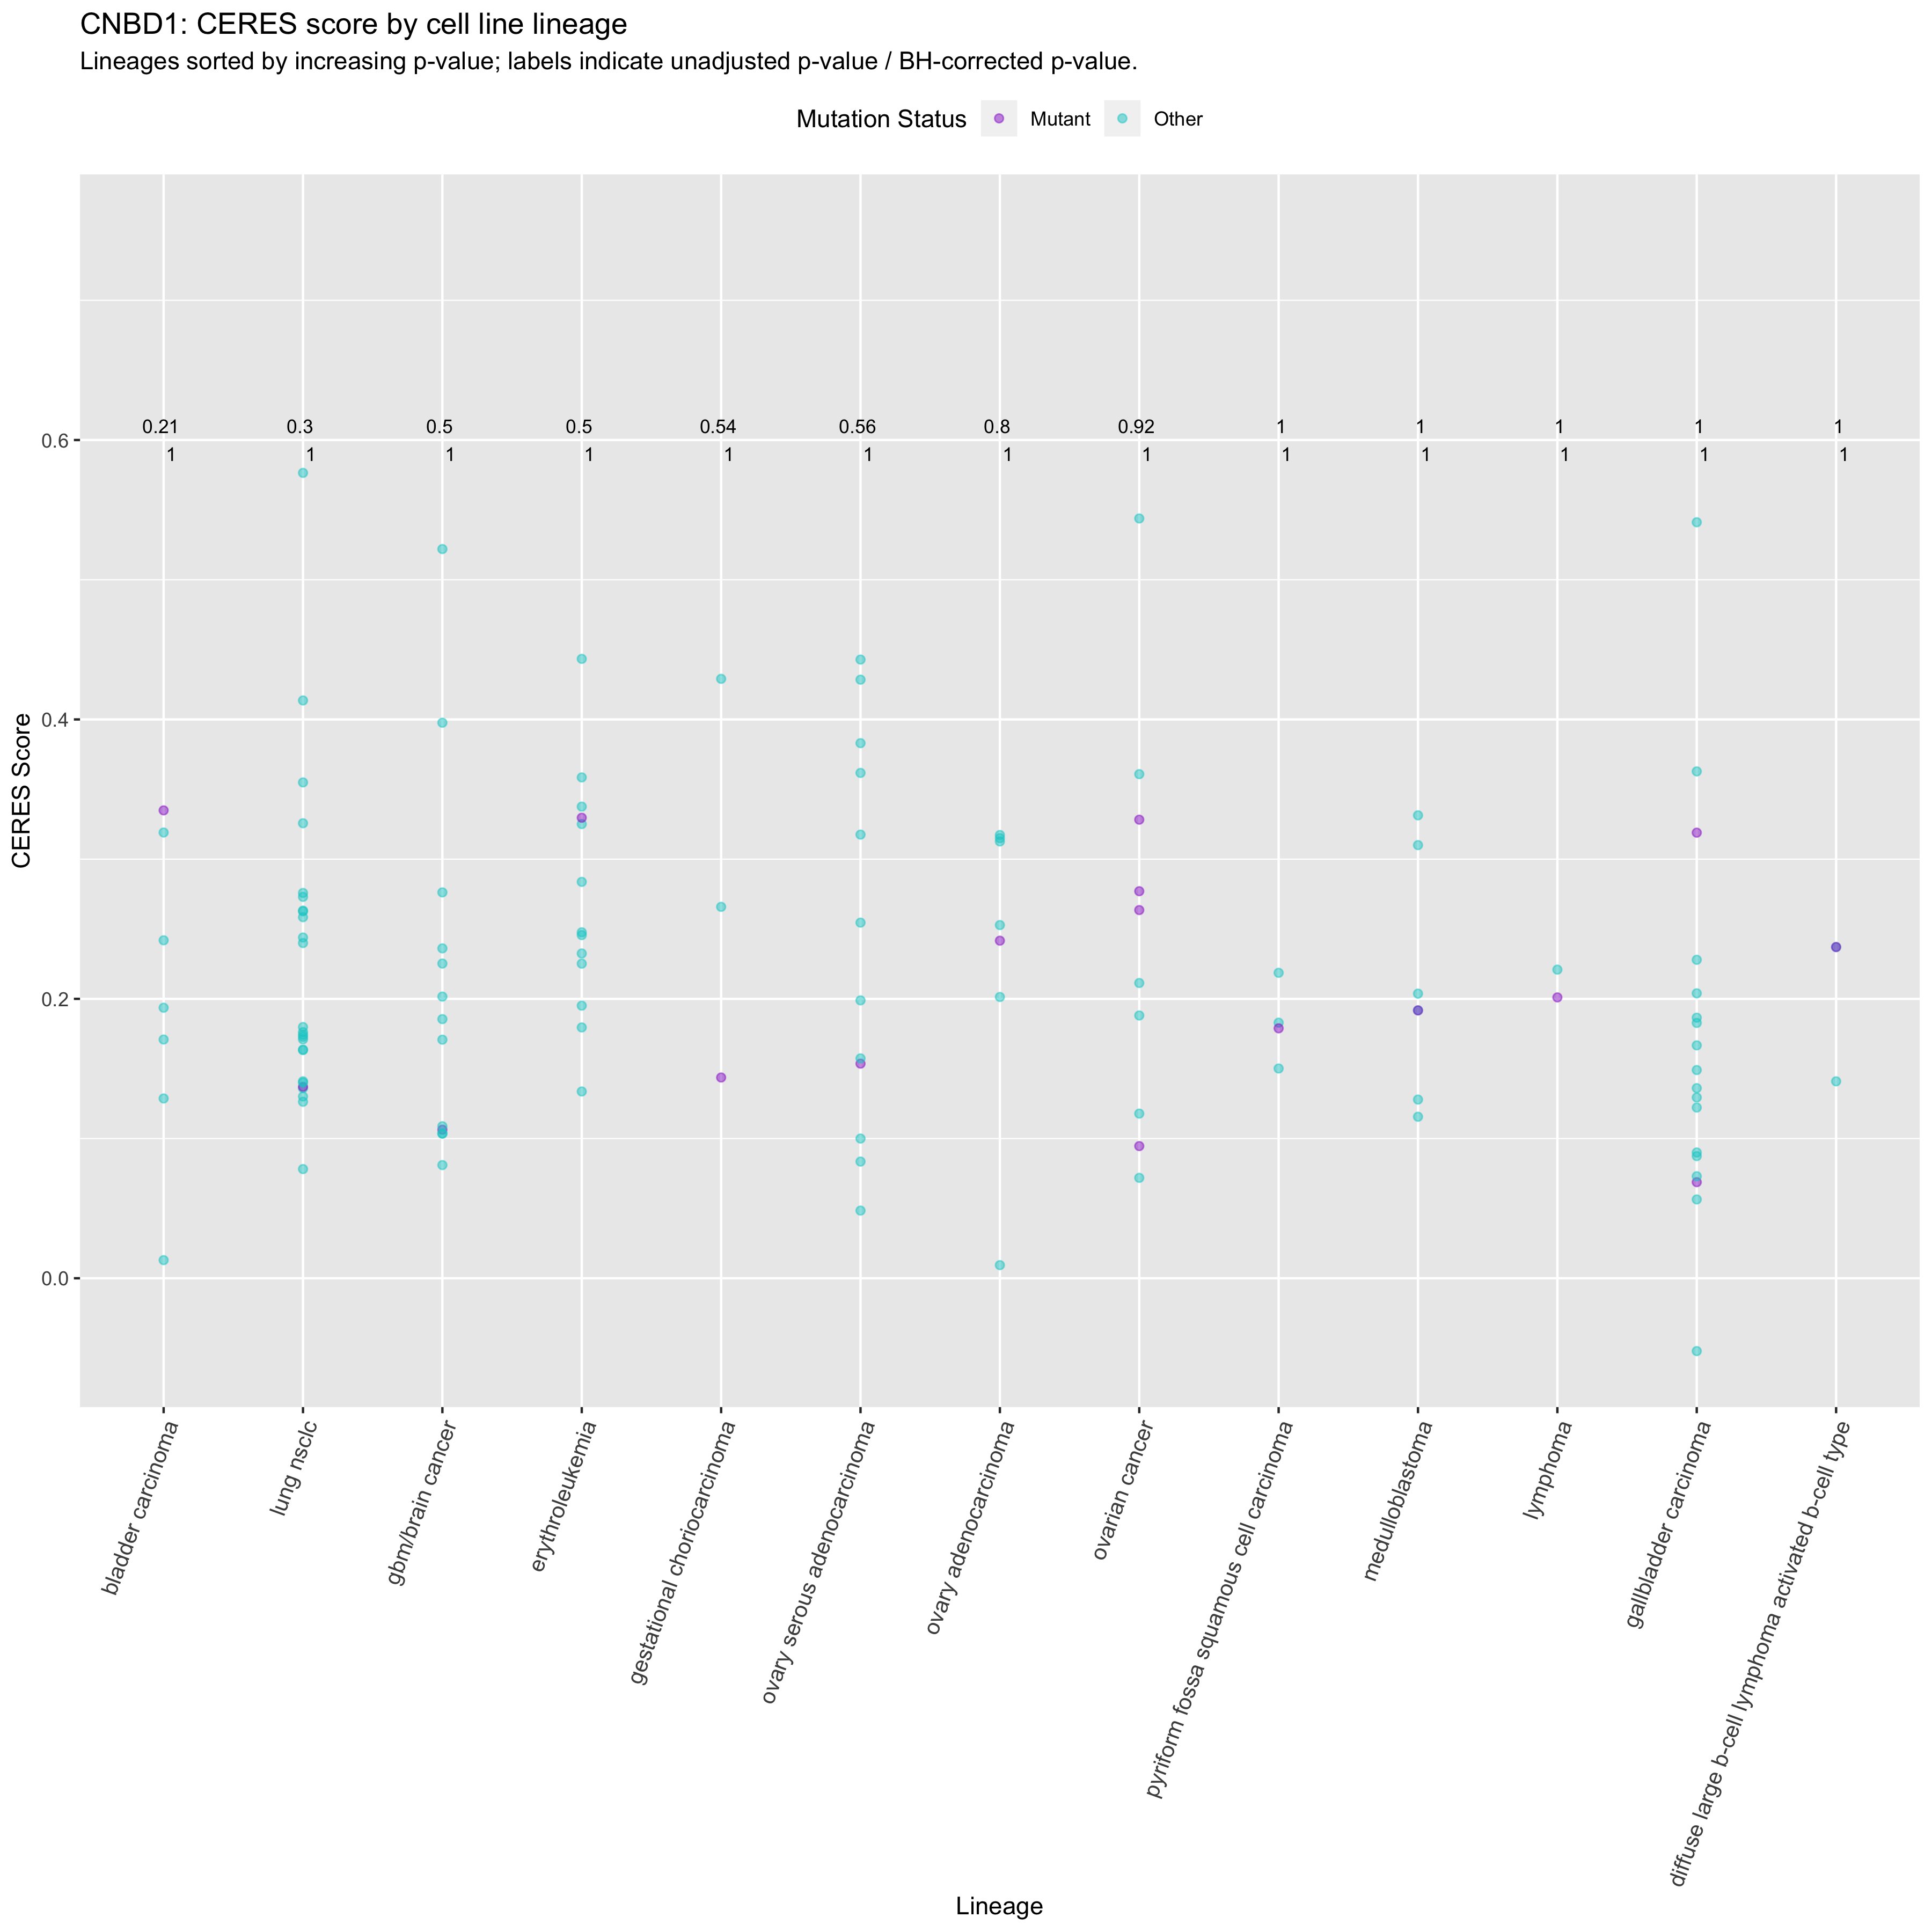 CNBD1: CERES score by cell line lineage
Lineages sorted by increasing p-value; labels indicate unadjusted p-value / BH-corrected p-value.
Mutation Status Mutant Other
0.21 0.3 0.5 0.5 0.54 0.56 0.8 0.92 1 1 1 1 1
1 1 1 1 1 1 1 1 1 1 1 1 1
0.6
0.4
0.2
0.0
CERES Score
bladder carcinoma
lung nsclc
gbm/brain cancer
erythroleukemia
gestational choriocarcinoma
ovary serous adenocarcinoma
ovary adenocarcinoma
ovarian cancer
pyriform fossa squamous cell carcinoma
medulloblastoma
lymphoma
gallbladder carcinoma
diffuse large b-cell lymphoma activated b-cell type
Lineage